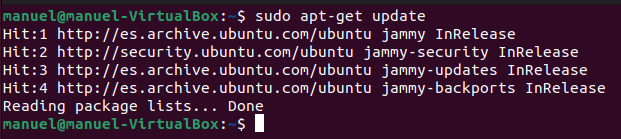 manuel@manuel-VirtualBox:~$ sudo apt-get update
Hit:1 http://es.archive.ubuntu.com/ubuntu jammy InRelease
Hit:2 http://security.ubuntu.com/ubuntu jammy-security InRelease
Hit:3 http://es.archive.ubuntu.com/ubuntu jammy-updates InRelease
Hit:4 http://es.archive.ubuntu.com/ubuntu jammy-backports InRelease
Reading package lists... Done
manuel@manuel-VirtualBox:~$